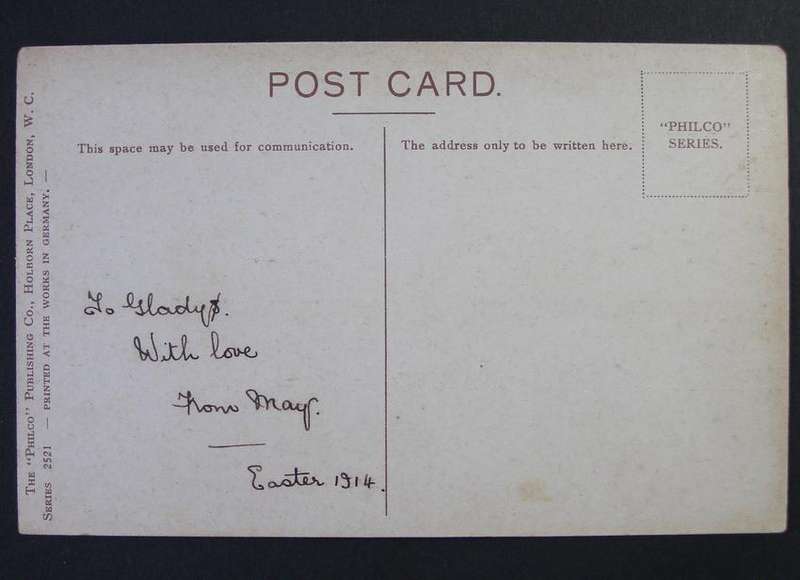 POST CARD.
This space may be used for communication.
The address only to be written here.
"PHILCO"
SERIES.
The "Philco" Publishing Co., Holborn Place, London, W. C.
Series 2521 — PRINTED AT THE WORKS IN GERMANY. —
To Gladys.
With love
From May.
Easter 1914.